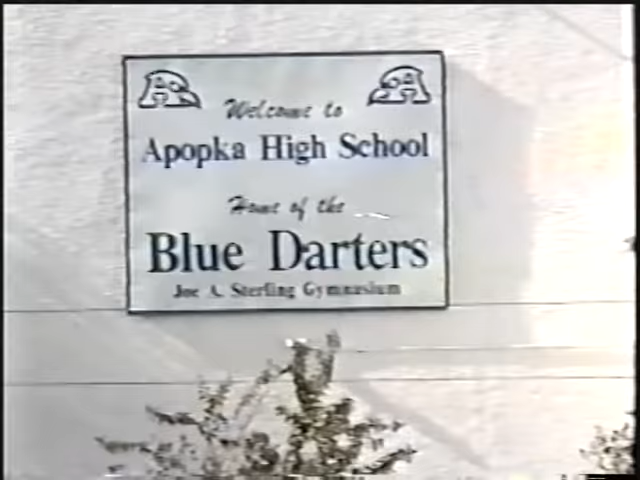 Welcome to
Apopka High School
Home of the
Blue Darters
Joe A. Sterling Gymnasium